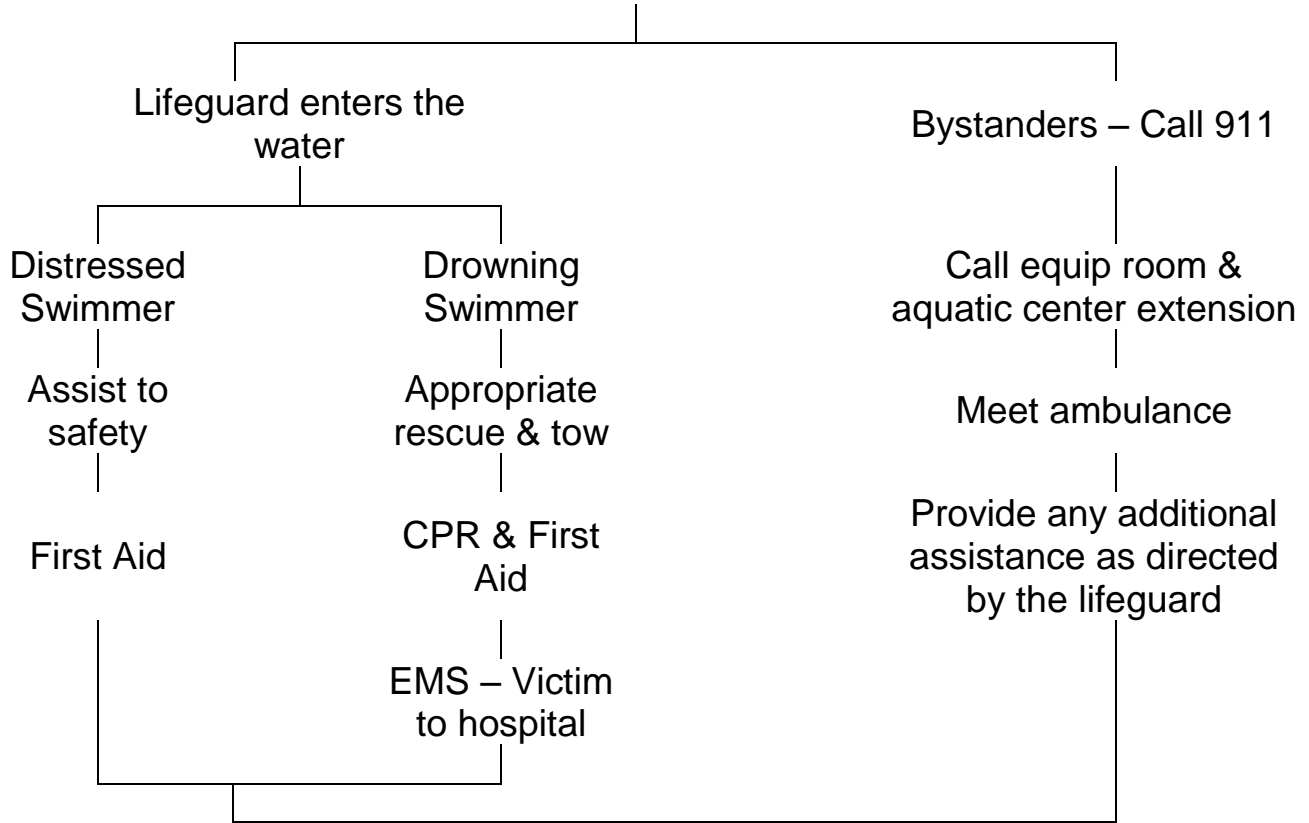 Lifeguard enters the
water
Bystanders – Call 911
Distressed
Swimmer
Drowning
Swimmer
Call equip room &
aquatic center extension
Assist to
safety
Appropriate
rescue & tow
Meet ambulance
First Aid
CPR & First
Aid
Provide any additional
assistance as directed
by the lifeguard
EMS – Victim
to hospital